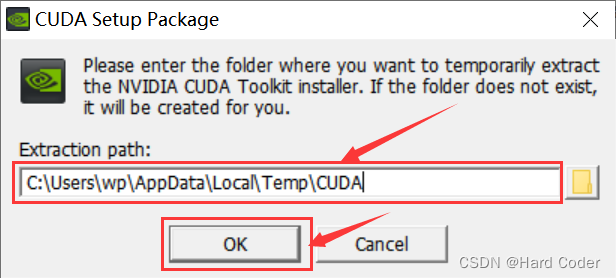 CUDA Setup Package
Please enter the folder where you want to temporarily extract
the NVIDIA CUDA Toolkit installer. If the folder does not exist,
it will be created for you.
Extraction path:
C:\Users\wp\AppData\Local\Temp\CUDA
OK
Cancel
CSDN @Hard Coder